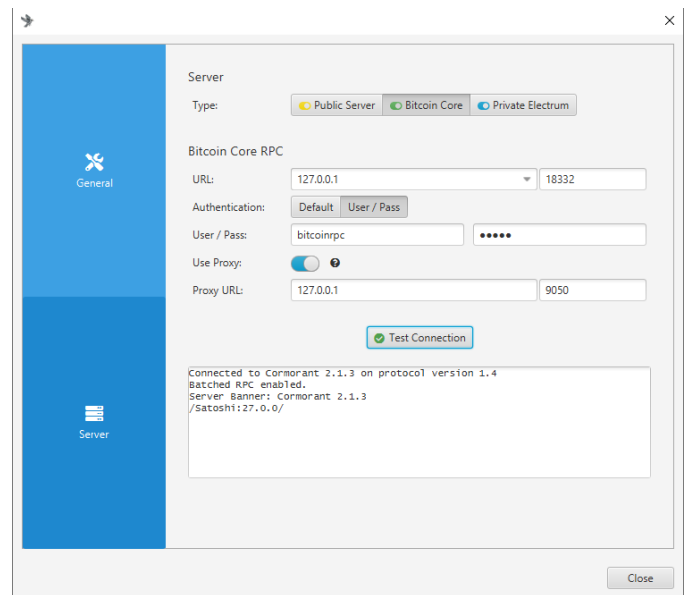 Server
Type: Public Server Bitcoin Core Private Electrum
General
Bitcoin Core RPC
URL: 127.0.0.1 18332
Authentication: Default User / Pass
User / Pass: bitcoinrpc •••••
Use Proxy: ?
Proxy URL: 127.0.0.1 9050
Test Connection
Connected to Cormorant 2.1.3 on protocol version 1.4
Batched RPC enabled.
Server Banner: Cormorant 2.1.3
/Satoshi:27.0.0/
Server
Close